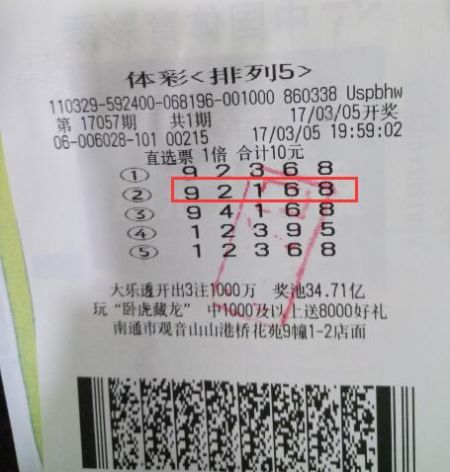 体彩<排列5>
110329-592400-068196-001000 860338 Uspbhw
第 17057期 共1期 17/03/05开奖
06-006028-101 00215 17/03/05 19:59:02
直选票 1倍 合计10元
① 9 2 3 6 8
② 9 2 1 6 8
③ 9 4 1 6 8
④ 1 2 3 9 5
⑤ 1 2 3 6 8
大乐透开出3注1000万 奖池34.71亿
玩“卧虎藏龙” 中1000及以上送8000好礼
南通市观音山山港桥花苑9幢1-2店面